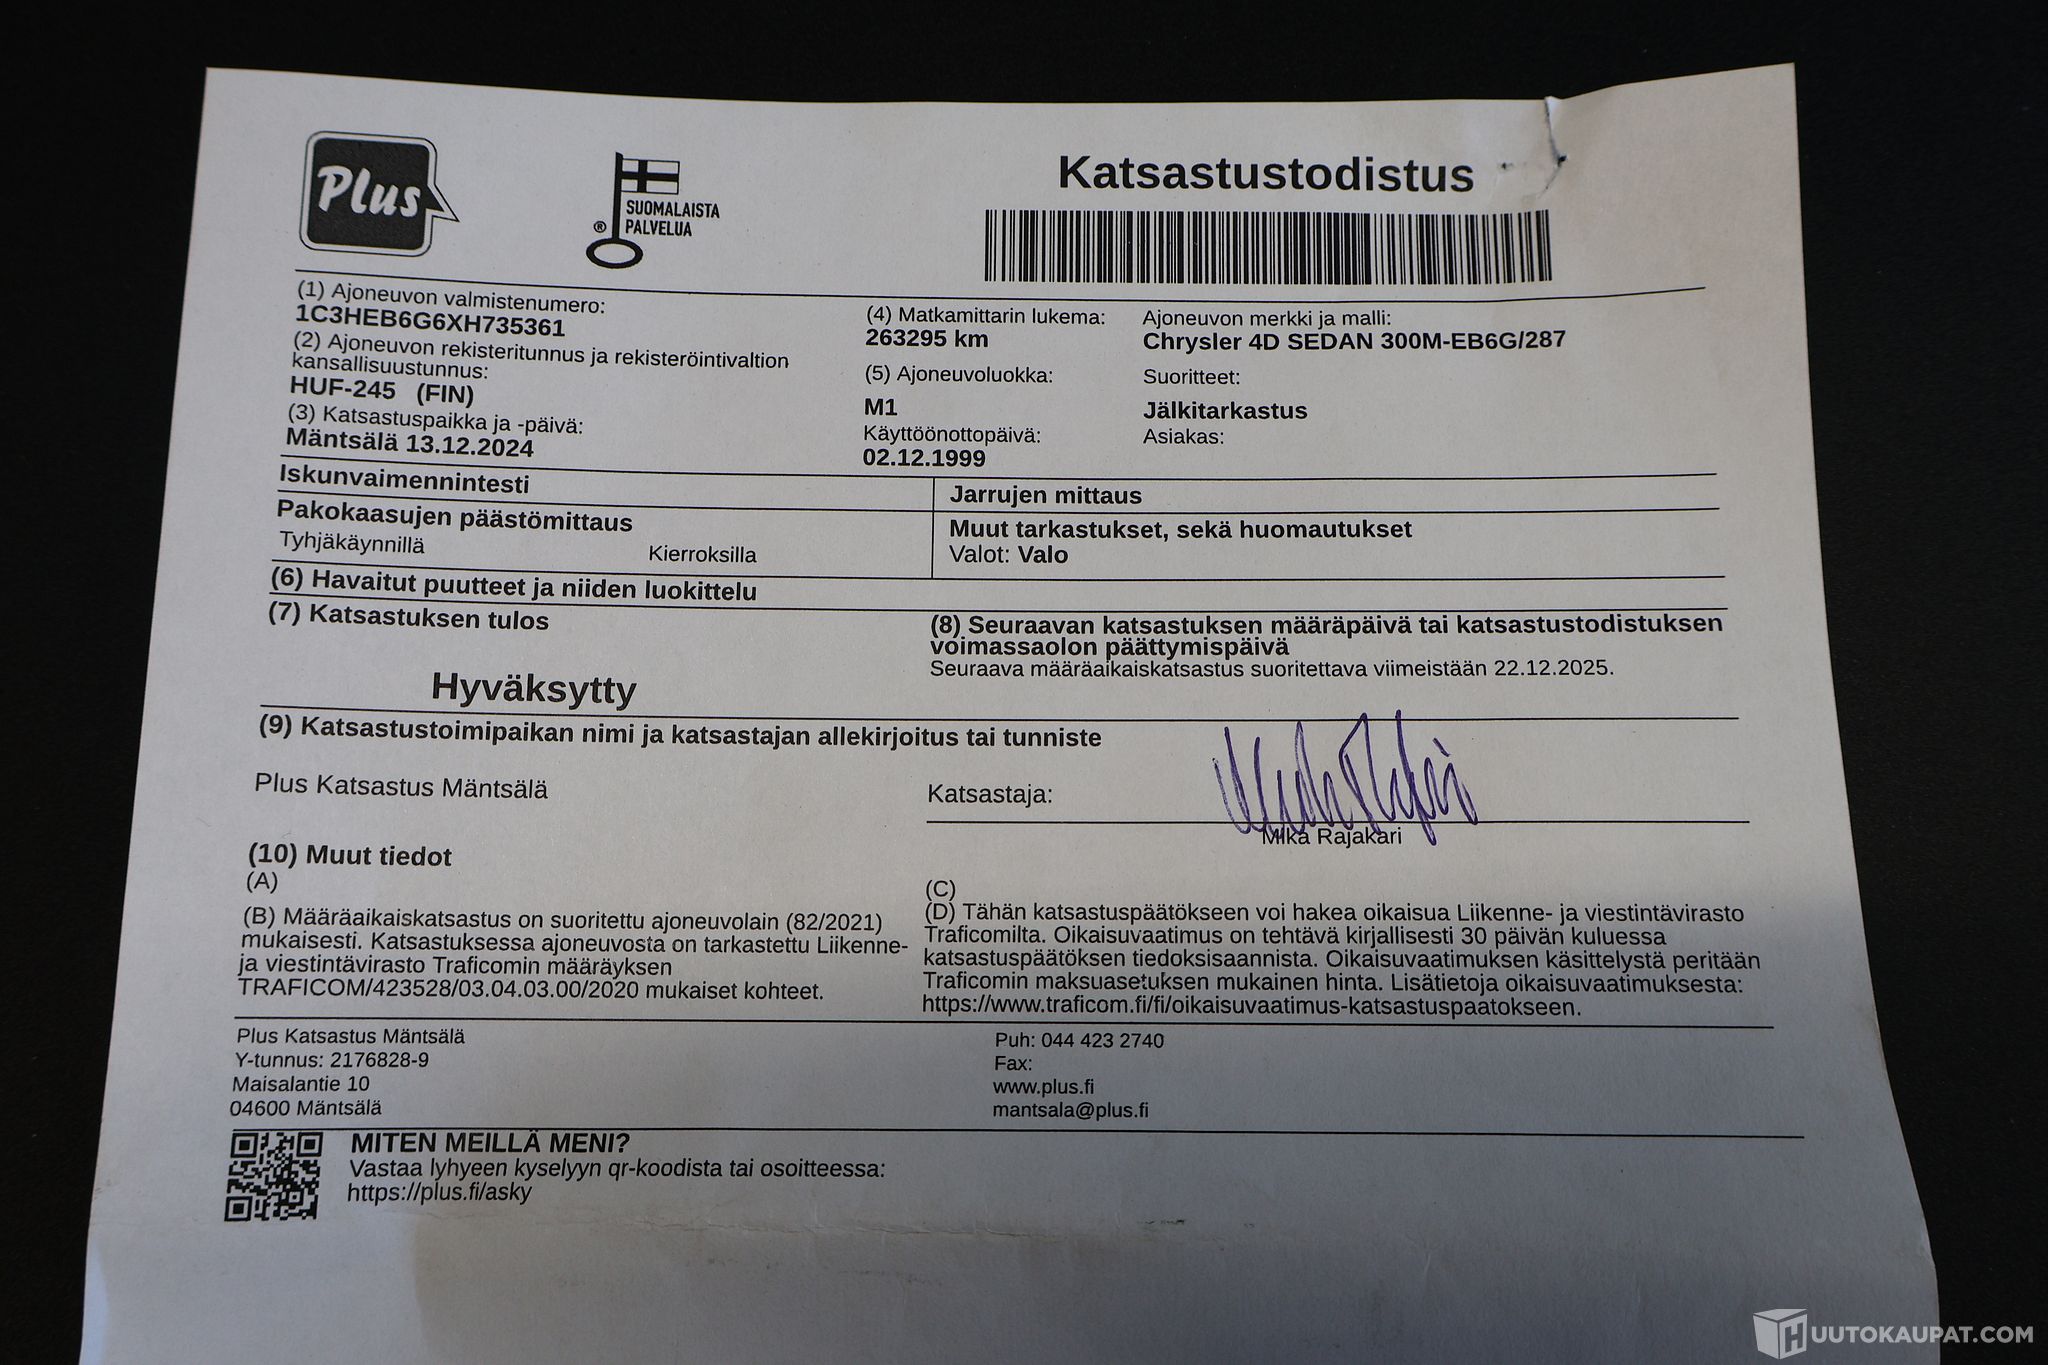 Plus
SUOMALAISTA
® PALVELUA
Katsastustodistus
(1) Ajoneuvon valmistenumero:
1C3HEB6G6XH735361
(2) Ajoneuvon rekisteritunnus ja rekisteröintivaltion
kansallisuustunnus:
HUF-245 (FIN)
(3) Katsastuspaikka ja -päivä:
Mäntsälä 13.12.2024
(4) Matkamittarin lukema:
263295 km
(5) Ajoneuvoluokka:
M1
Käyttöönottopäivä:
02.12.1999
Ajoneuvon merkki ja malli:
Chrysler 4D SEDAN 300M-EB6G/287
Suoritteet:
Jälkitarkastus
Asiakas:
Iskunvaimennintesti
Pakokaasujen päästömittaus
Tyhjäkäynnillä Kierroksilla
Jarrujen mittaus
Muut tarkastukset, sekä huomautukset
Valot: Valo
(6) Havaitut puutteet ja niiden luokittelu
(7) Katsastuksen tulos
Hyväksytty
(8) Seuraavan katsastuksen määräpäivä tai katsastustodistuksen
voimassaolon päättymispäivä
Seuraava määräaikaiskatsastus suoritettava viimeistään 22.12.2025.
(9) Katsastustoimipaikan nimi ja katsastajan allekirjoitus tai tunniste
Plus Katsastus Mäntsälä
Katsastaja:
Mika Rajakari
(10) Muut tiedot
(A)
(B) Määräaikaiskatsastus on suoritettu ajoneuvolain (82/2021)
mukaisesti. Katsastuksessa ajoneuvosta on tarkastettu Liikenne-
ja viestintävirasto Traficomin määräyksen
TRAFICOM/423528/03.04.03.00/2020 mukaiset kohteet.
(C)
(D) Tähän katsastuspäätökseen voi hakea oikaisua Liikenne- ja viestintävirasto
Traficomilta. Oikaisuvaatimus on tehtävä kirjallisesti 30 päivän kuluessa
katsastuspäätöksen tiedoksisaannista. Oikaisuvaatimuksen käsittelystä peritään
Traficomin maksuasetuksen mukainen hinta. Lisätietoja oikaisuvaatimuksesta:
https://www.traficom.fi/fi/oikaisuvaatimus-katsastuspaatokseen.
Plus Katsastus Mäntsälä
Y-tunnus: 2176828-9
Maisalantie 10
04600 Mäntsälä
Puh: 044 423 2740
Fax:
www.plus.fi
mantsala@plus.fi
MITEN MEILLÄ MENI?
Vastaa lyhyeen kyselyyn qr-koodista tai osoitteessa:
https://plus.fi/asky
HUUTOKAUPAT.COM